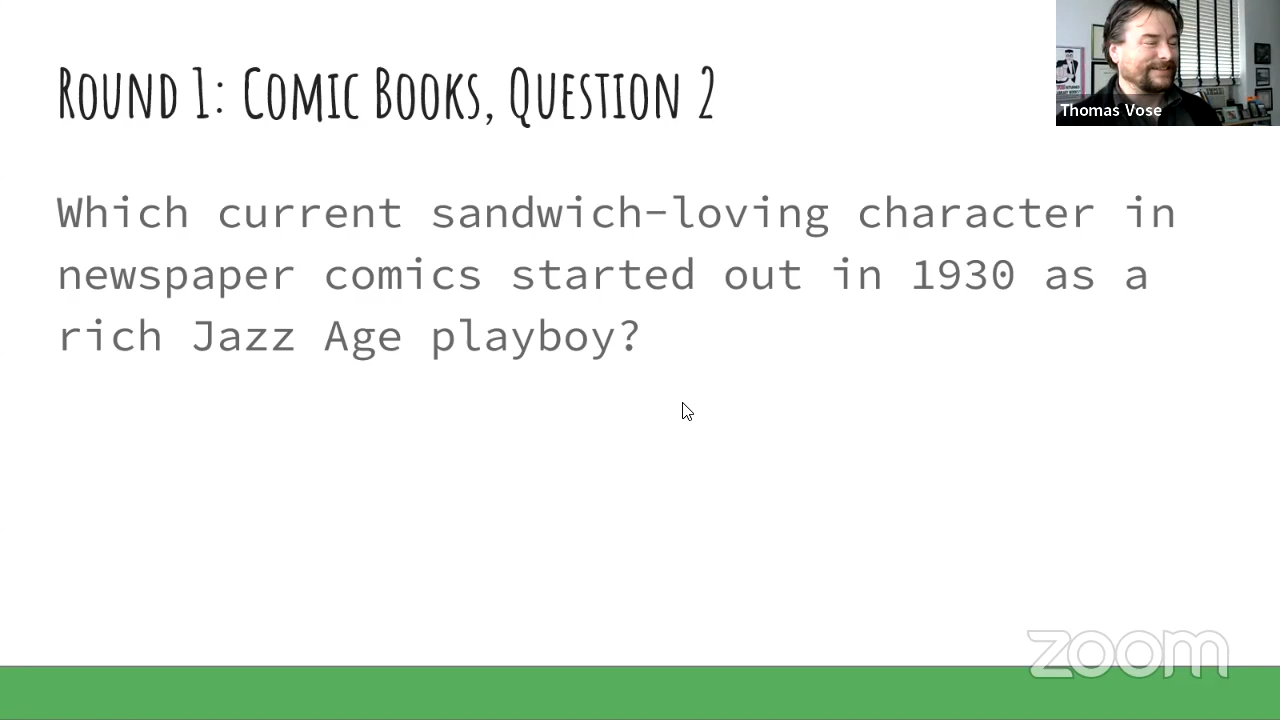 Round 1: Comic Books, Question 2
Thomas Vose
Which current sandwich-loving character in
newspaper comics started out in 1930 as a
rich Jazz Age playboy?
zoom